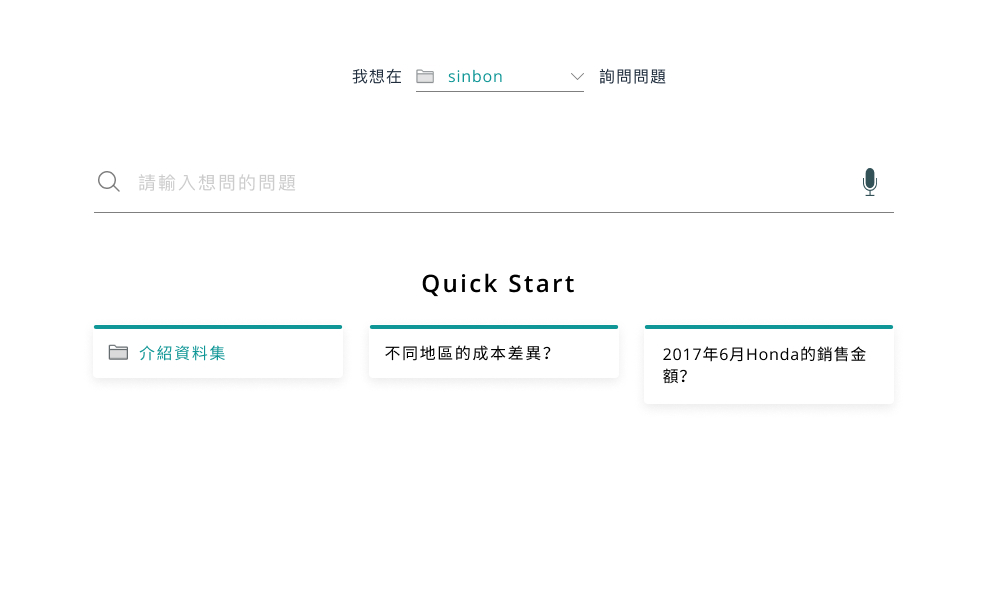 我想在 sinbon 詢問問題
請輸入想問的問題
Quick Start
介紹資料集
不同地區的成本差異？
2017年6月Honda的銷售金
額？